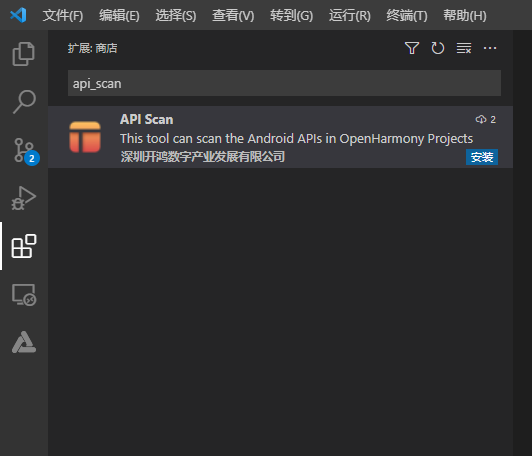 文件(F) 编辑(E) 选择(S) 查看(V) 转到(G) 运行(R) 终端(T) 帮助(H)
扩展: 商店
api_scan
API Scan 2
This tool can scan the Android APIs in OpenHarmony Projects
深圳开鸿数字产业发展有限公司 安装
2